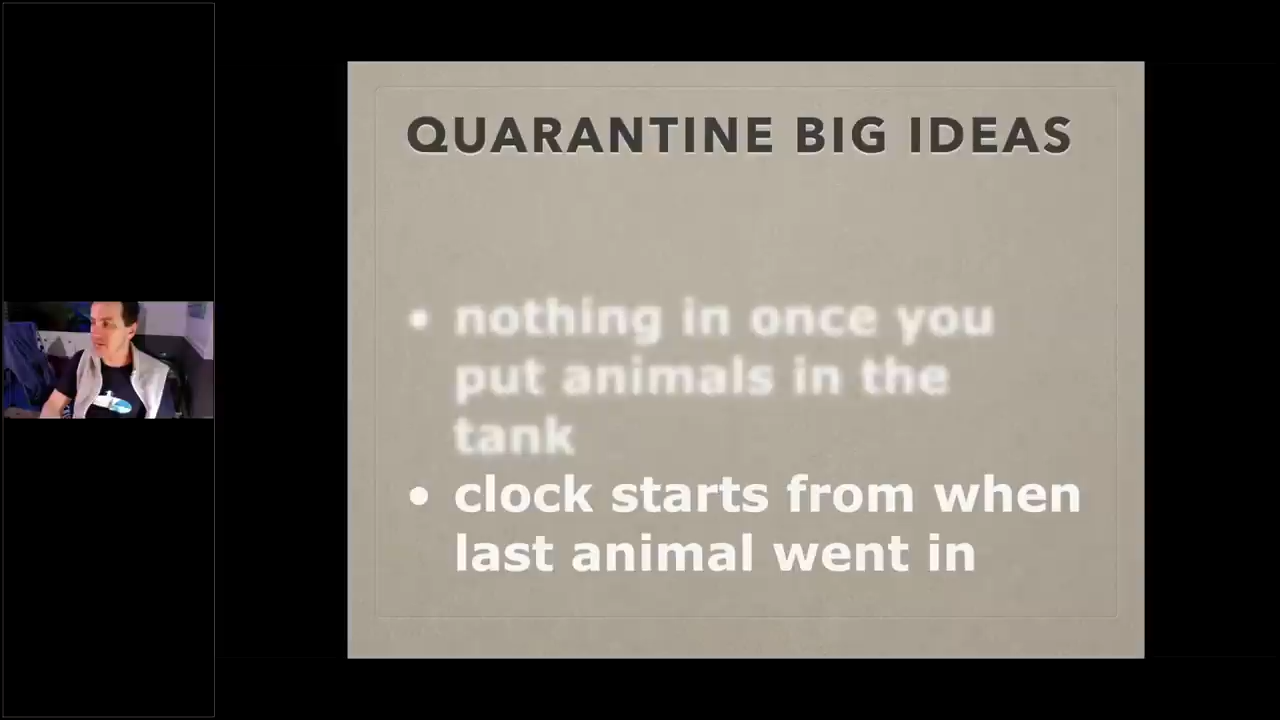 QUARANTINE BIG IDEAS
• nothing in once you
put animals in the
tank
• clock starts from when
last animal went in